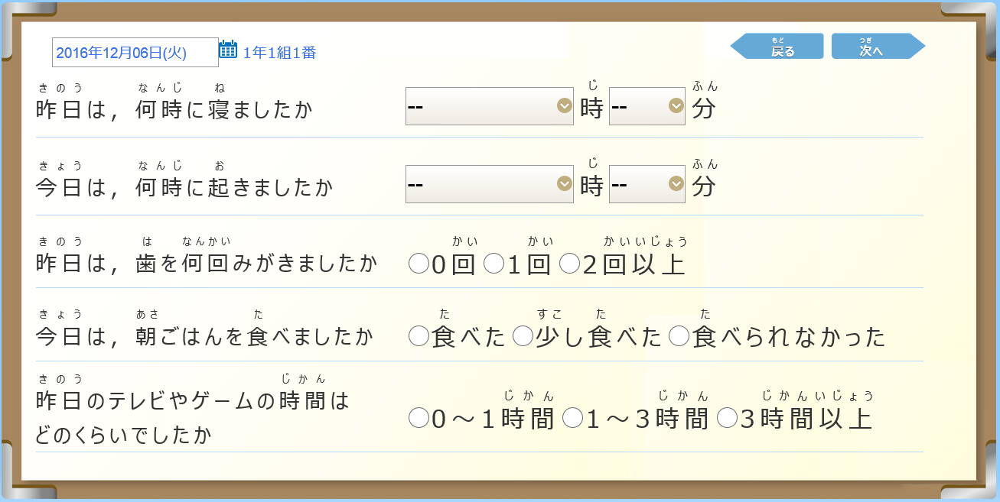 2016年12月06日(火) 1年1組1番
もど
戻る
つぎ
次へ
きのう なんじ ね
昨日は，何時に寝ましたか
じ ふん
-- 時 -- 分
きょう なんじ お
今日は，何時に起きましたか
じ ふん
-- 時 -- 分
きのう は なんかい
昨日は，歯を何回みがきましたか
かい かい かいいじょう
0回 1回 2回以上
きょう あさ た
今日は，朝ごはんを食べましたか
た すこ た た
食べた 少し食べた 食べられなかった
きのう じかん
昨日のテレビやゲームの時間は
どのくらいでしたか
じかん じかん じかんいじょう
0～1時間 1～3時間 3時間以上